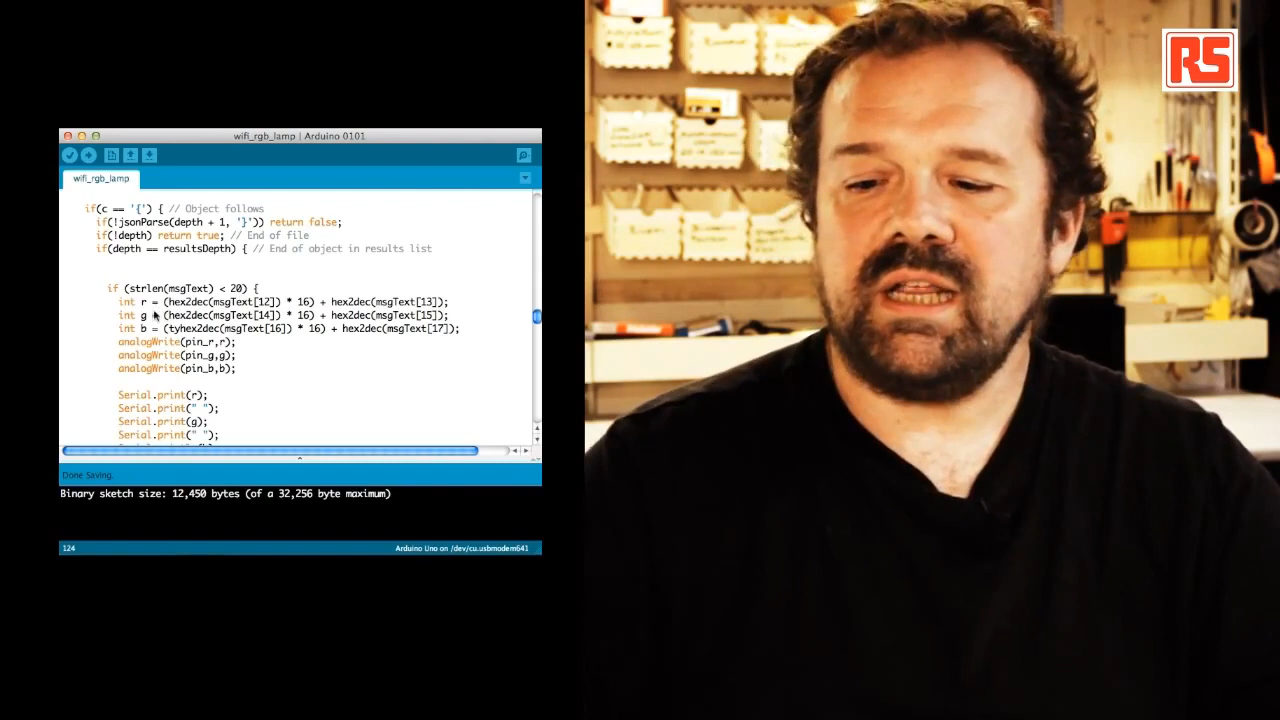 wifi_rgb_lamp | Arduino 0101
wifi_rgb_lamp
if(c == '{') { // Object follows
if(!jsonParse(depth + 1, '}')) return false;
if(!depth) return true; // End of file
if(depth == resultsDepth) { // End of object in results list
if (strlen(msgText) < 20) {
int r = (hex2dec(msgText[12]) * 16) + hex2dec(msgText[13]);
int g = (hex2dec(msgText[14]) * 16) + hex2dec(msgText[15]);
int b = (tyhex2dec(msgText[16]) * 16) + hex2dec(msgText[17]);
analogWrite(pin_r,r);
analogWrite(pin_g,g);
analogWrite(pin_b,b);
Serial.print(r);
Serial.print(" ");
Serial.print(g);
Serial.print(" ");
Done Saving.
Binary sketch size: 12,450 bytes (of a 32,256 byte maximum)
124
Arduino Uno on /dev/cu.usbmodem641
RS